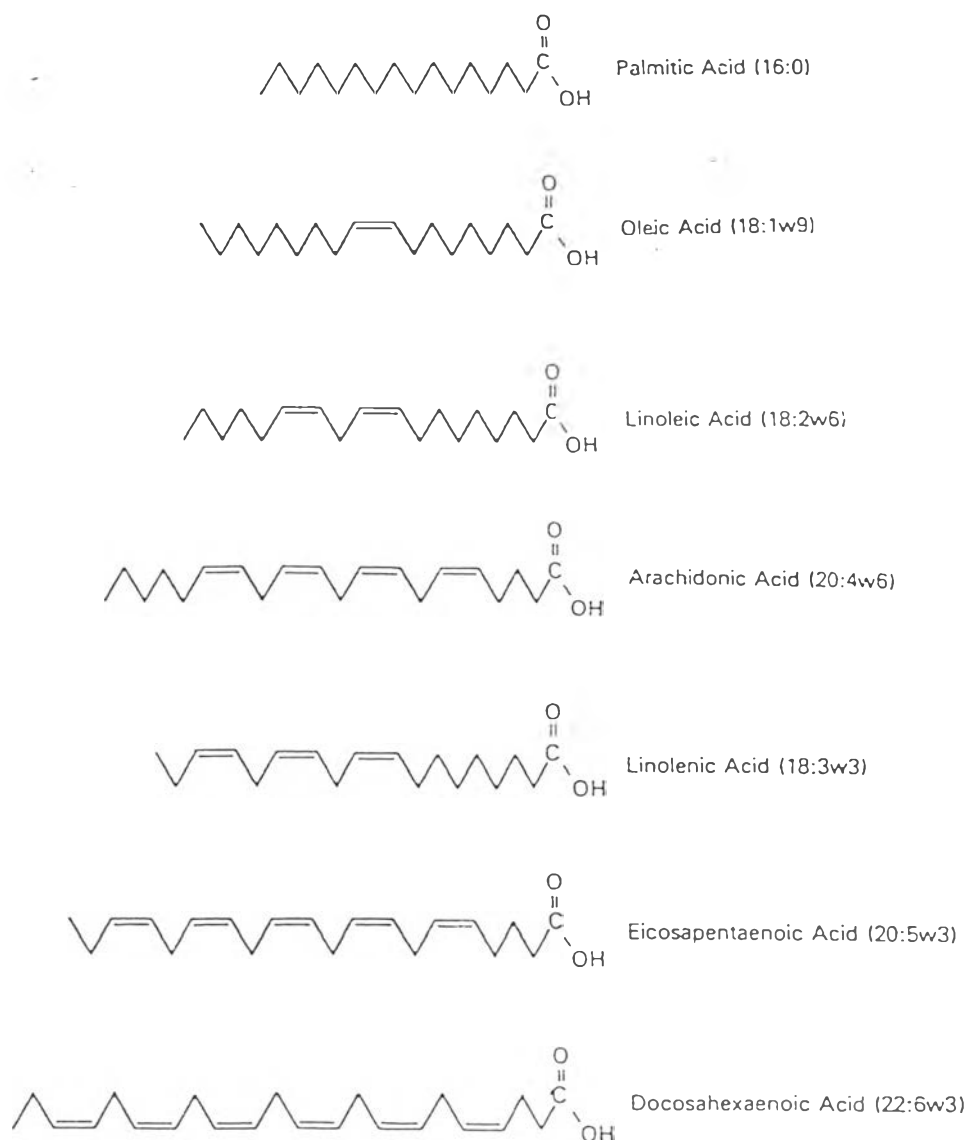 O
C
OH
Palmitic Acid (16:0)
O
C
OH
Oleic Acid (18:1w9)
O
C
OH
Linoleic Acid (18:2w6)
O
C
OH
Arachidonic Acid (20:4w6)
O
C
OH
Linolenic Acid (18:3w3)
O
C
OH
Eicosapentaenoic Acid (20:5w3)
O
C
OH
Docosahexaenoic Acid (22:6w3)